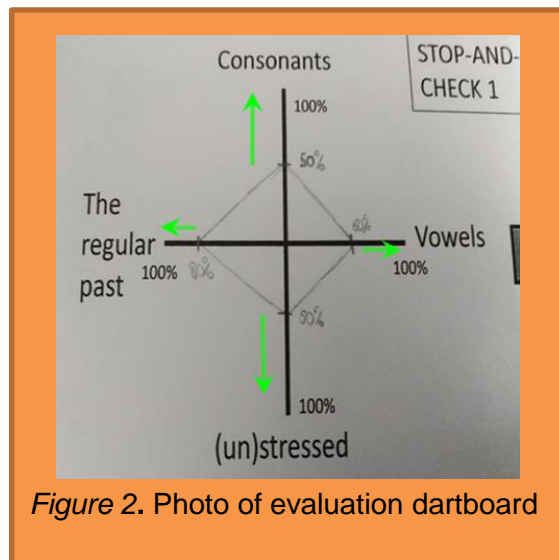 STOP-AND-
CHECK 1
Consonants
100%
50%
The
regular
past
100%
80%
60%
Vowels
100%
50%
100%
(un)stressed
Figure 2. Photo of evaluation dartboard